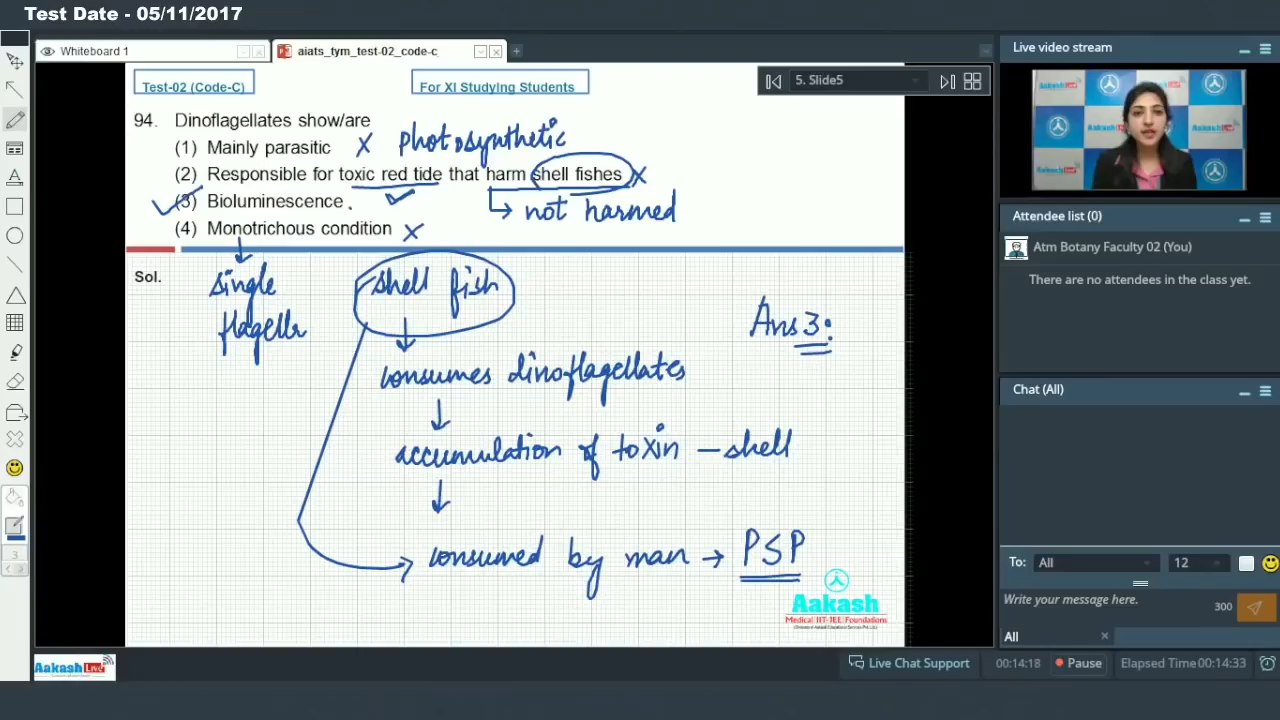 Test Date - 05/11/2017
Whiteboard 1
aiats_tym_test-02_code-c
Live video stream
5. Slide5
Test-02 (Code-C)
For XI Studying Students
94. Dinoflagellates show/are
(1) Mainly parasitic X photosynthetic
(2) Responsible for toxic red tide that harm shell fishes X
(3) Bioluminescence
not harmed
(4) Monotrichous condition X
Sol.
single
flagella
shell fish
Ans 3:
consumes dinoflagellates
accumulation of toxin – shell
consumed by man → PSP
Aakash
Medical|IIT-JEE|Foundations
Attendee list (0)
Atm Botany Faculty 02 (You)
There are no attendees in the class yet.
Chat (All)
To: All 12
Write your message here.
300
All
3
Aakash Live
Live Chat Support
00:14:18
Pause
Elapsed Time 00:14:33